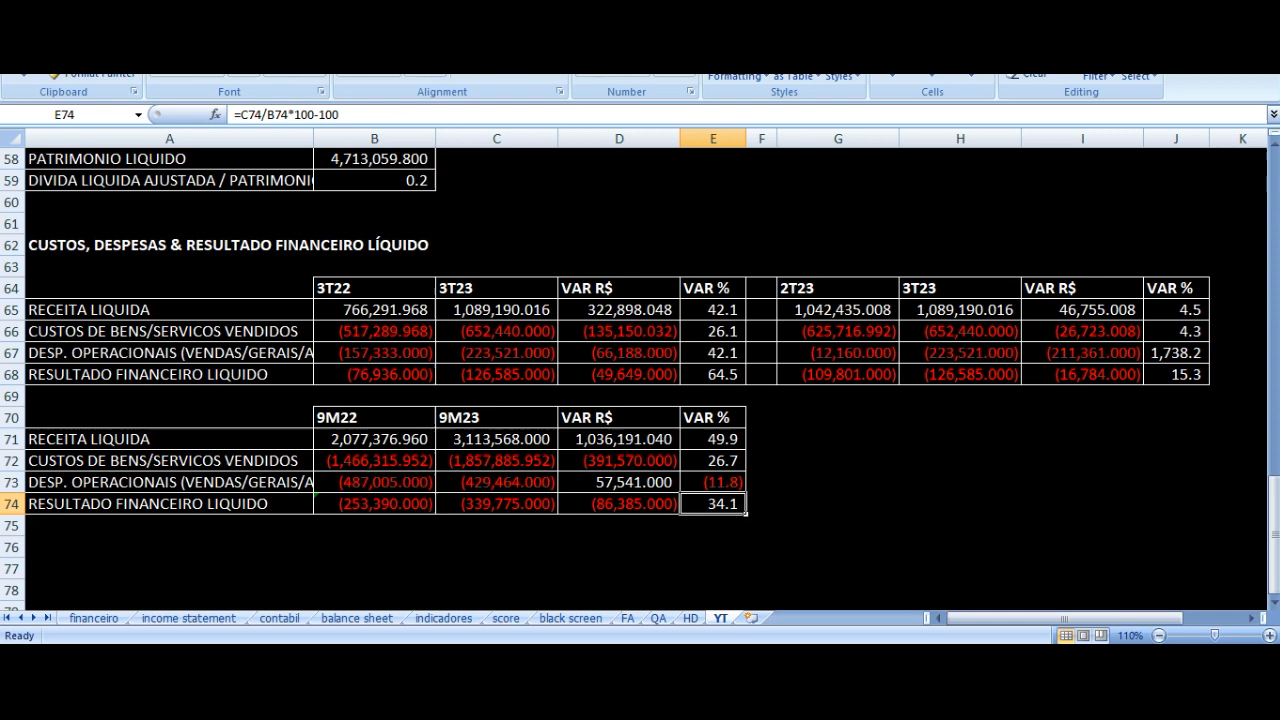 Format Painter Formatting as Table Styles Clear Filter Select
Clipboard Font Alignment Number Styles Cells Editing
E74 fx =C74/B74*100-100
A B C D E F G H I J K
58 PATRIMONIO LIQUIDO 4,713,059.800
59 DIVIDA LIQUIDA AJUSTADA / PATRIMONI 0.2
60
61
62 CUSTOS, DESPESAS & RESULTADO FINANCEIRO LÍQUIDO
63
64 3T22 3T23 VAR R$ VAR % 2T23 3T23 VAR R$ VAR %
65 RECEITA LIQUIDA 766,291.968 1,089,190.016 322,898.048 42.1 1,042,435.008 1,089,190.016 46,755.008 4.5
66 CUSTOS DE BENS/SERVICOS VENDIDOS (517,289.968) (652,440.000) (135,150.032) 26.1 (625,716.992) (652,440.000) (26,723.008) 4.3
67 DESP. OPERACIONAIS (VENDAS/GERAIS/A (157,333.000) (223,521.000) (66,188.000) 42.1 (12,160.000) (223,521.000) (211,361.000) 1,738.2
68 RESULTADO FINANCEIRO LIQUIDO (76,936.000) (126,585.000) (49,649.000) 64.5 (109,801.000) (126,585.000) (16,784.000) 15.3
69
70 9M22 9M23 VAR R$ VAR %
71 RECEITA LIQUIDA 2,077,376.960 3,113,568.000 1,036,191.040 49.9
72 CUSTOS DE BENS/SERVICOS VENDIDOS (1,466,315.952) (1,857,885.952) (391,570.000) 26.7
73 DESP. OPERACIONAIS (VENDAS/GERAIS/A (487,005.000) (429,464.000) 57,541.000 (11.8)
74 RESULTADO FINANCEIRO LIQUIDO (253,390.000) (339,775.000) (86,385.000) 34.1
75
76
77
78
financeiro income statement contabil balance sheet indicadores score black screen FA QA HD YT
Ready 110%